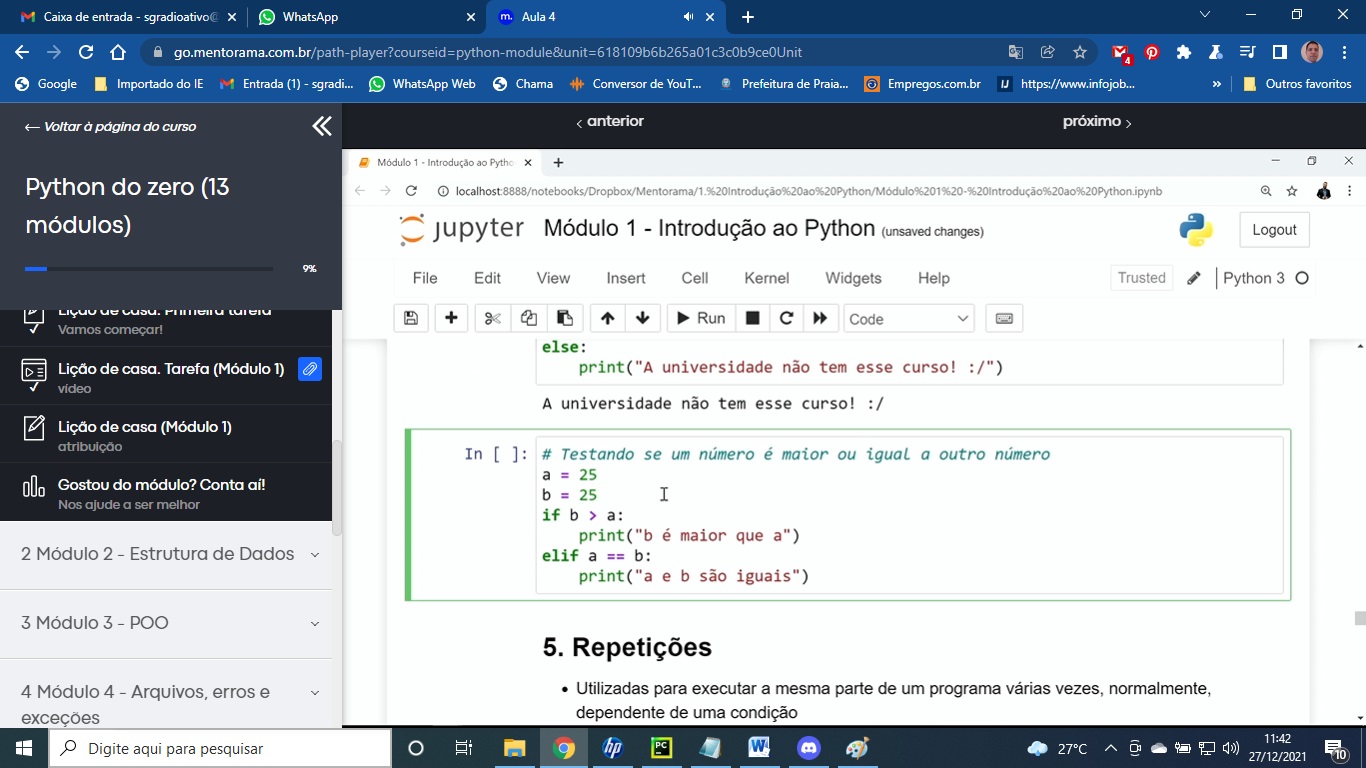 Caixa de entrada - sgradioativo@
WhatsApp
m. Aula 4
go.mentorama.com.br/path-player?courseid=python-module&unit=618109b6b265a01c3c0b9ce0Unit
4
Google
Importado do IE
Entrada (1) - sgradi...
WhatsApp Web
Chama
Conversor de YouT...
Prefeitura de Praia...
Empregos.com.br
IJ https://www.infojob...
»
Outros favoritos
← Voltar à página do curso
‹ anterior
próximo ›
Python do zero (13
módulos)
9%
Lição de casa. Primeira tarefa
Vamos começar!
Lição de casa. Tarefa (Módulo 1)
vídeo
Lição de casa (Módulo 1)
atribuição
Gostou do módulo? Conta aí!
Nos ajude a ser melhor
2 Módulo 2 - Estrutura de Dados
3 Módulo 3 - POO
4 Módulo 4 - Arquivos, erros e
exceções
Módulo 1 - Introdução ao Pytho
localhost:8888/notebooks/Dropbox/Mentorama/1.%20Introdução%20ao%20Python/Módulo%201%20-%20Introdução%20ao%20Python.ipynb
jupyter Módulo 1 - Introdução ao Python (unsaved changes)
Logout
File Edit View Insert Cell Kernel Widgets Help
Trusted
Python 3
Run
Code
else:
print("A universidade não tem esse curso! :/")
A universidade não tem esse curso! :/
In [ ]: # Testando se um número é maior ou igual a outro número
a = 25
b = 25
if b > a:
print("b é maior que a")
elif a == b:
print("a e b são iguais")
5. Repetições
• Utilizadas para executar a mesma parte de um programa várias vezes, normalmente,
dependente de uma condição
Digite aqui para pesquisar
hp
PC
W
27°C
11:42
27/12/2021
10